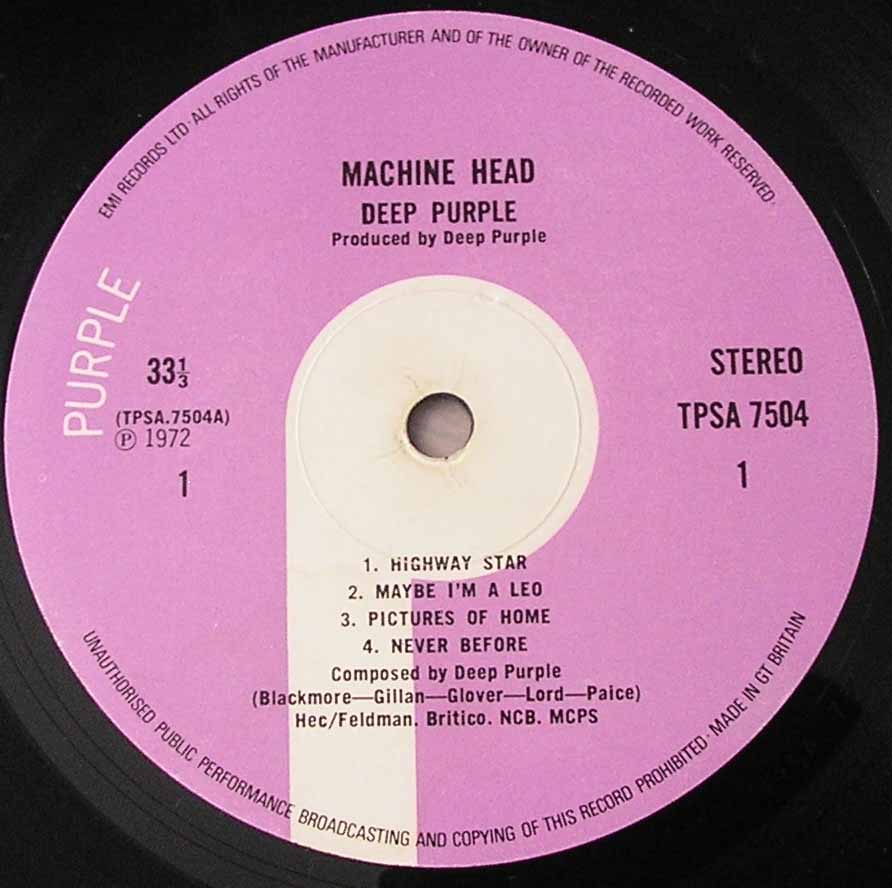 EMI RECORDS LTD·ALL RIGHTS OF THE MANUFACTURER AND OF THE OWNER OF THE RECORDED WORK RESERVED·
MACHINE HEAD
DEEP PURPLE
Produced by Deep Purple
PURPLE
33⅓
(TPSA.7504A)
℗ 1972
1
STEREO
TPSA 7504
1
1. HIGHWAY STAR
2. MAYBE I'M A LEO
3. PICTURES OF HOME
4. NEVER BEFORE
Composed by Deep Purple
(Blackmore—Gillan—Glover—Lord—Paice)
Hec/Feldman. Britico. NCB. MCPS
UNAUTHORISED PUBLIC PERFORMANCE BROADCASTING AND COPYING OF THIS RECORD PROHIBITED·MADE IN GT BRITAIN